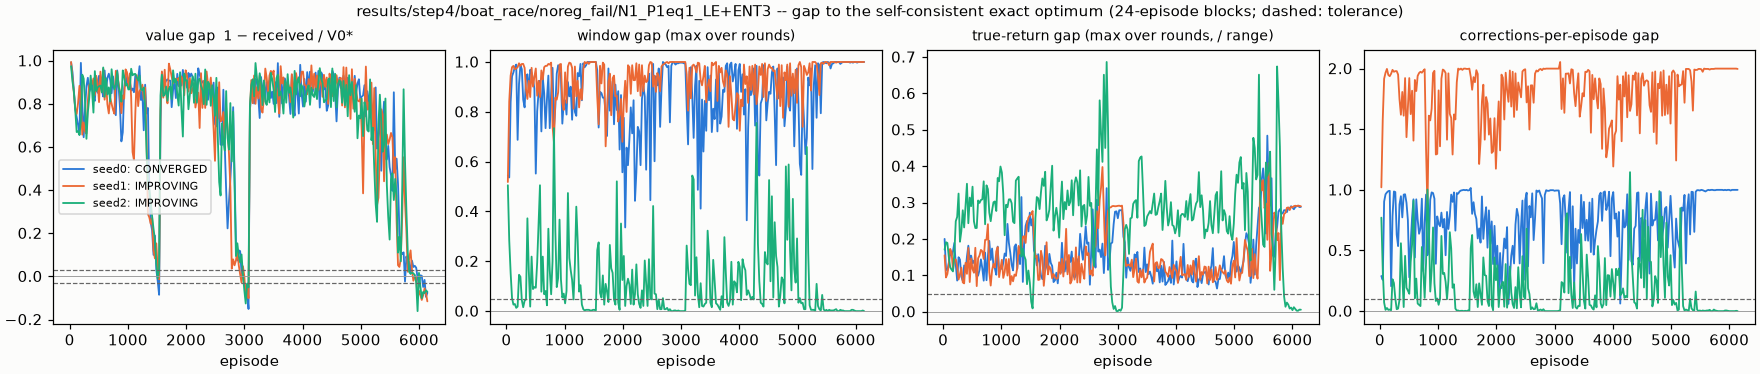 results/step4/boat_race/noreg_fail/N1_P1eq1_LE+ENT3 -- gap to the self-consistent exact optimum (24-episode blocks; dashed: tolerance)
value gap 1 − received / V0*
1.0
0.8
0.6
0.4
0.2
0.0
−0.2
seed0: CONVERGED
seed1: IMPROVING
seed2: IMPROVING
0 1000 2000 3000 4000 5000 6000
episode
window gap (max over rounds)
1.0
0.8
0.6
0.4
0.2
0.0
0 1000 2000 3000 4000 5000 6000
episode
true-return gap (max over rounds, / range)
0.7
0.6
0.5
0.4
0.3
0.2
0.1
0.0
0 1000 2000 3000 4000 5000 6000
episode
corrections-per-episode gap
2.0
1.5
1.0
0.5
0.0
0 1000 2000 3000 4000 5000 6000
episode